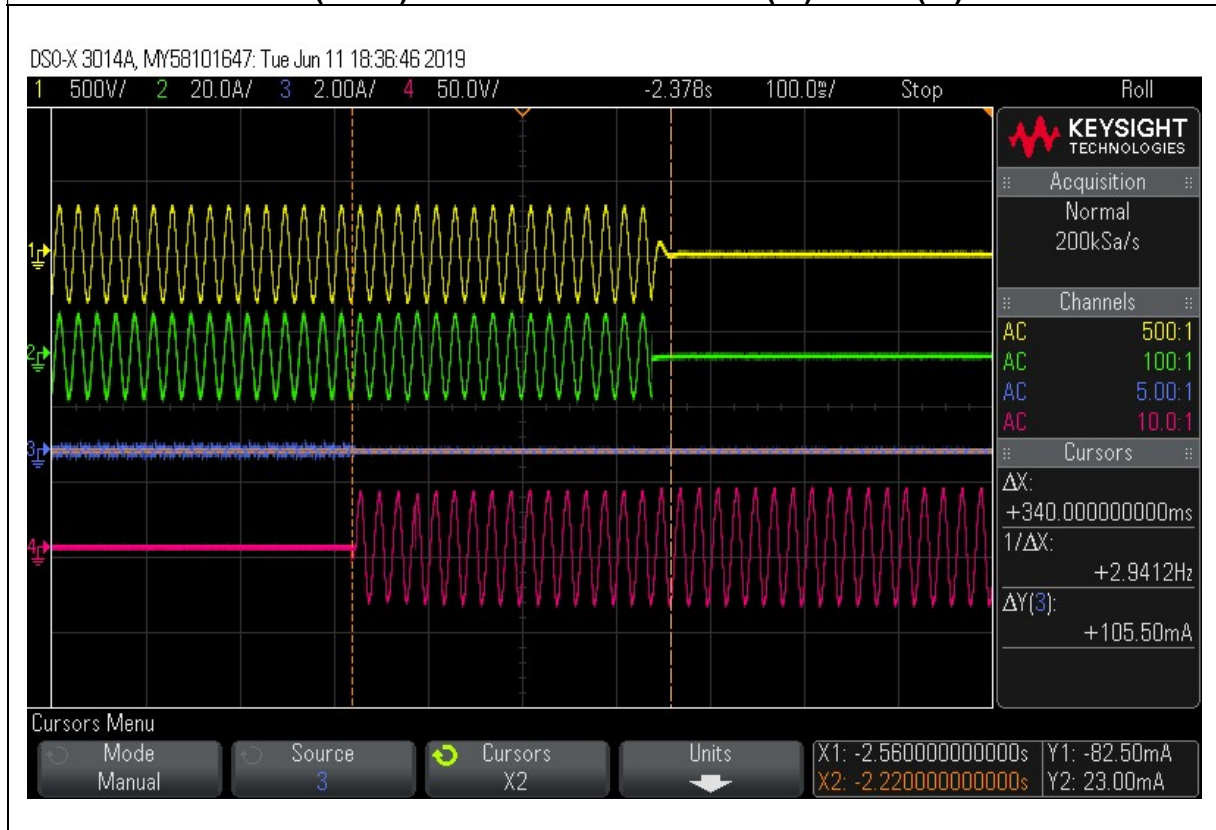 DSO-X 3014A, MY58101647: Tue Jun 11 18:36:46 2019
1 500V/ 2 20.0A/ 3 2.00A/ 4 50.0V/ -2.378s 100.0ms/ Stop Roll
KEYSIGHT
TECHNOLOGIES
Acquisition
Normal
200kSa/s
Channels
AC 500:1
AC 100:1
AC 5.00:1
AC 10.0:1
Cursors
ΔX:
+340.000000000ms
1/ΔX:
+2.9412Hz
ΔY(3):
+105.50mA
1
2
3
4
Cursors Menu
Mode
Manual
Source
3
Cursors
X2
Units
X1: -2.560000000000s
X2: -2.220000000000s
Y1: -82.50mA
Y2: 23.00mA